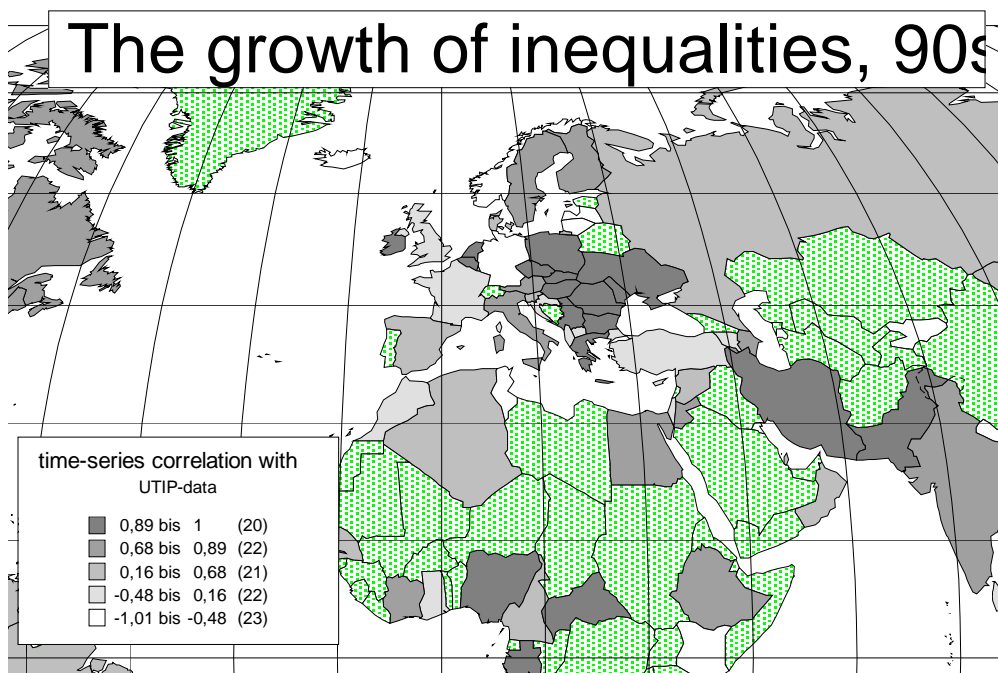 The growth of inequalities, 90s
time-series correlation with
UTIP-data
0,89 bis 1 (20)
0,68 bis 0,89 (22)
0,16 bis 0,68 (21)
-0,48 bis 0,16 (22)
-1,01 bis -0,48 (23)